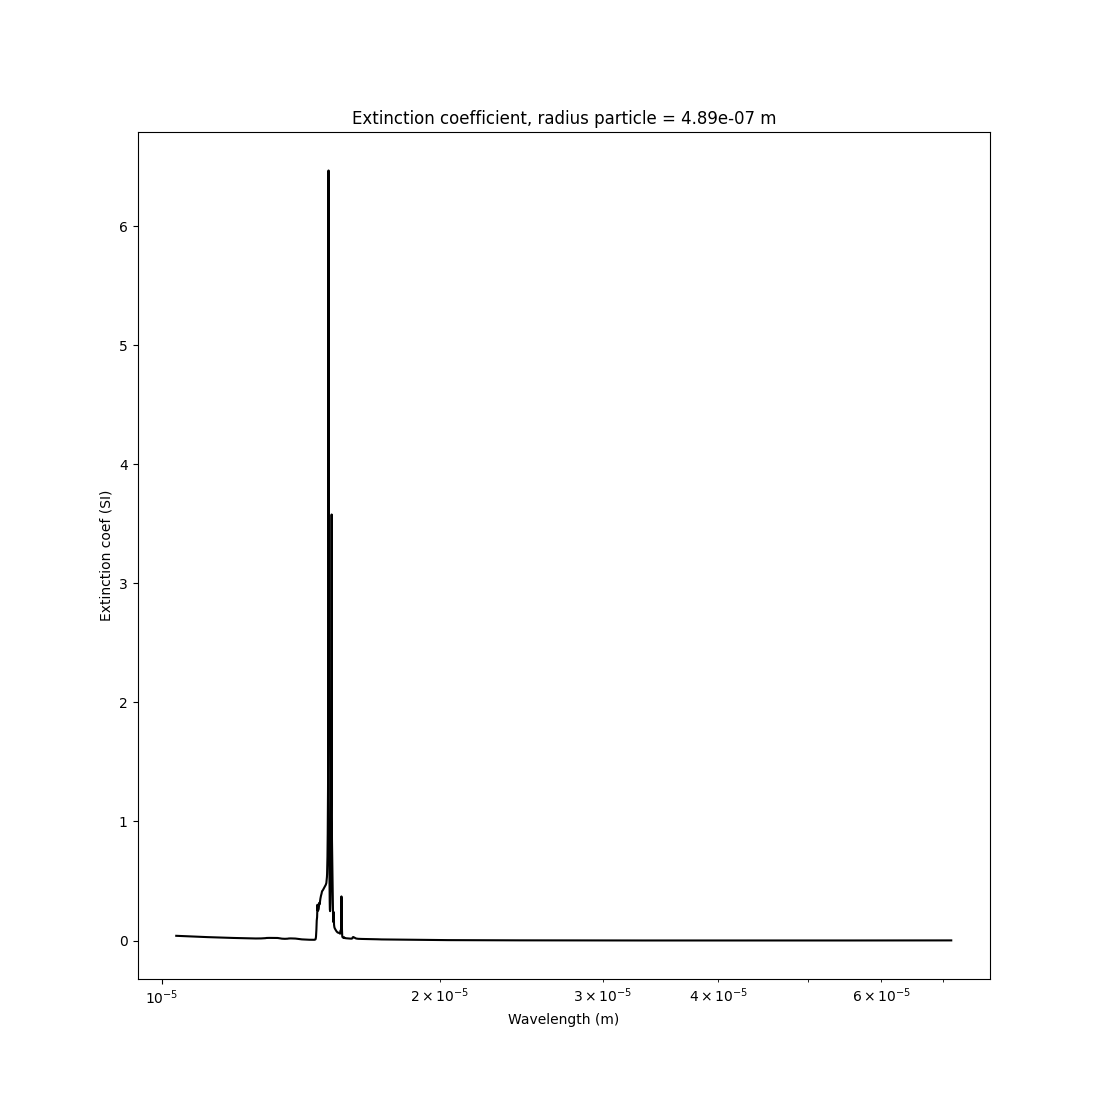 Extinction coefficient, radius particle = 4.89e-07 m
6
5
4
3
2
1
0
Extinction coef (SI)
10⁻⁵ 2 × 10⁻⁵ 3 × 10⁻⁵ 4 × 10⁻⁵ 6 × 10⁻⁵
Wavelength (m)